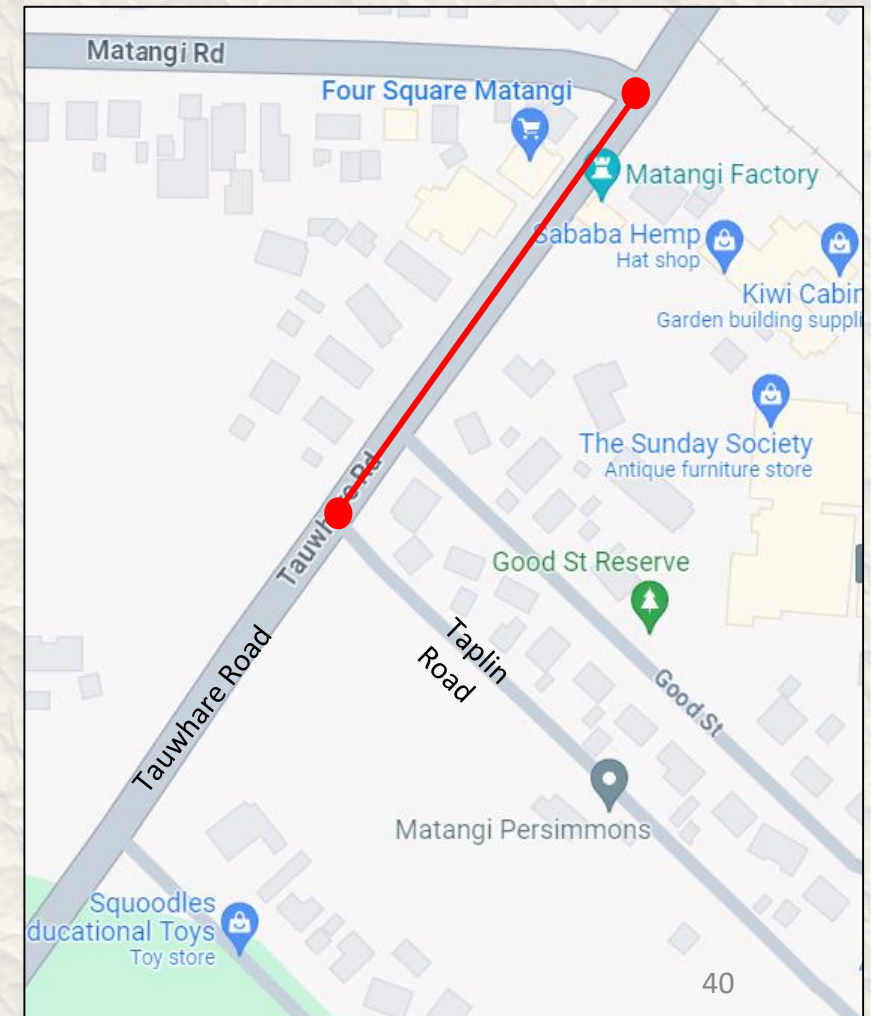 Matangi Rd
Four Square Matangi
Matangi Factory
Sababa Hemp
Hat shop
Kiwi Cabin
Garden building suppli
The Sunday Society
Antique furniture store
Tauwhare Rd
Good St Reserve
Taplin
Road
Tauwhare Road
Good St
Matangi Persimmons
Squoodles
ducational Toys
Toy store
40